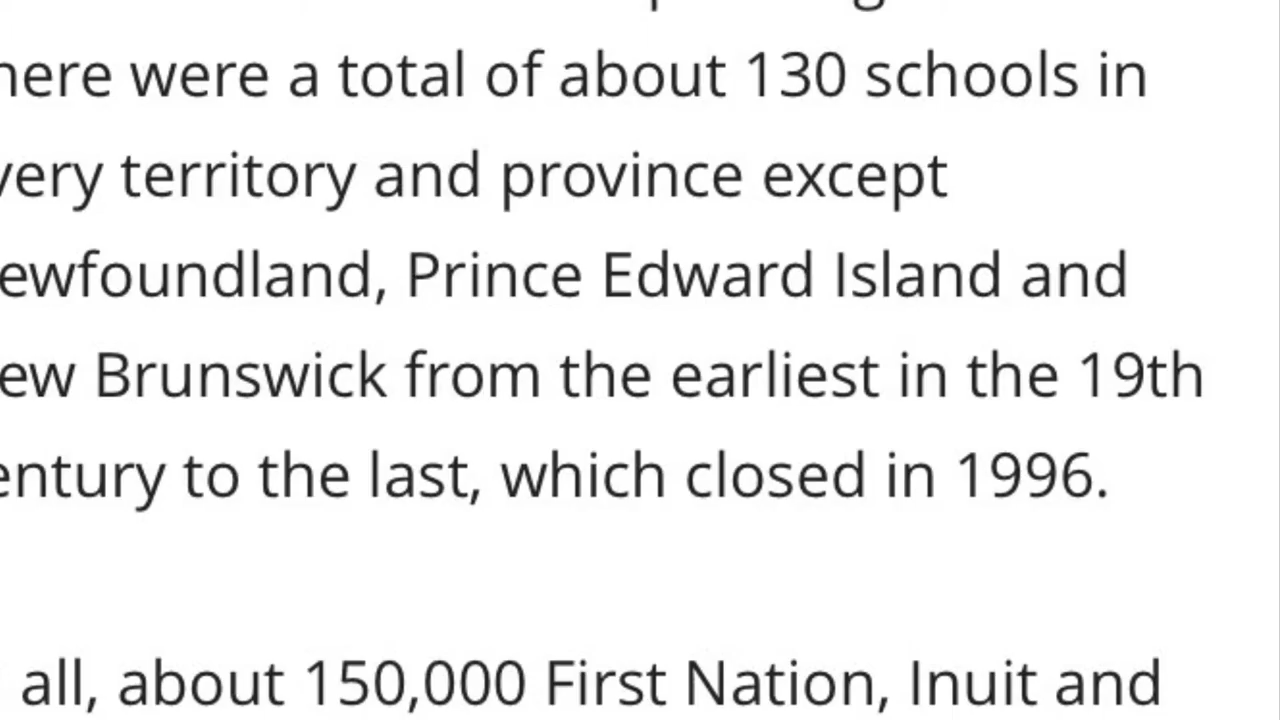 here were a total of about 130 schools in
very territory and province except
ewfoundland, Prince Edward Island and
ew Brunswick from the earliest in the 19th
entury to the last, which closed in 1996.
all, about 150,000 First Nation, Inuit and